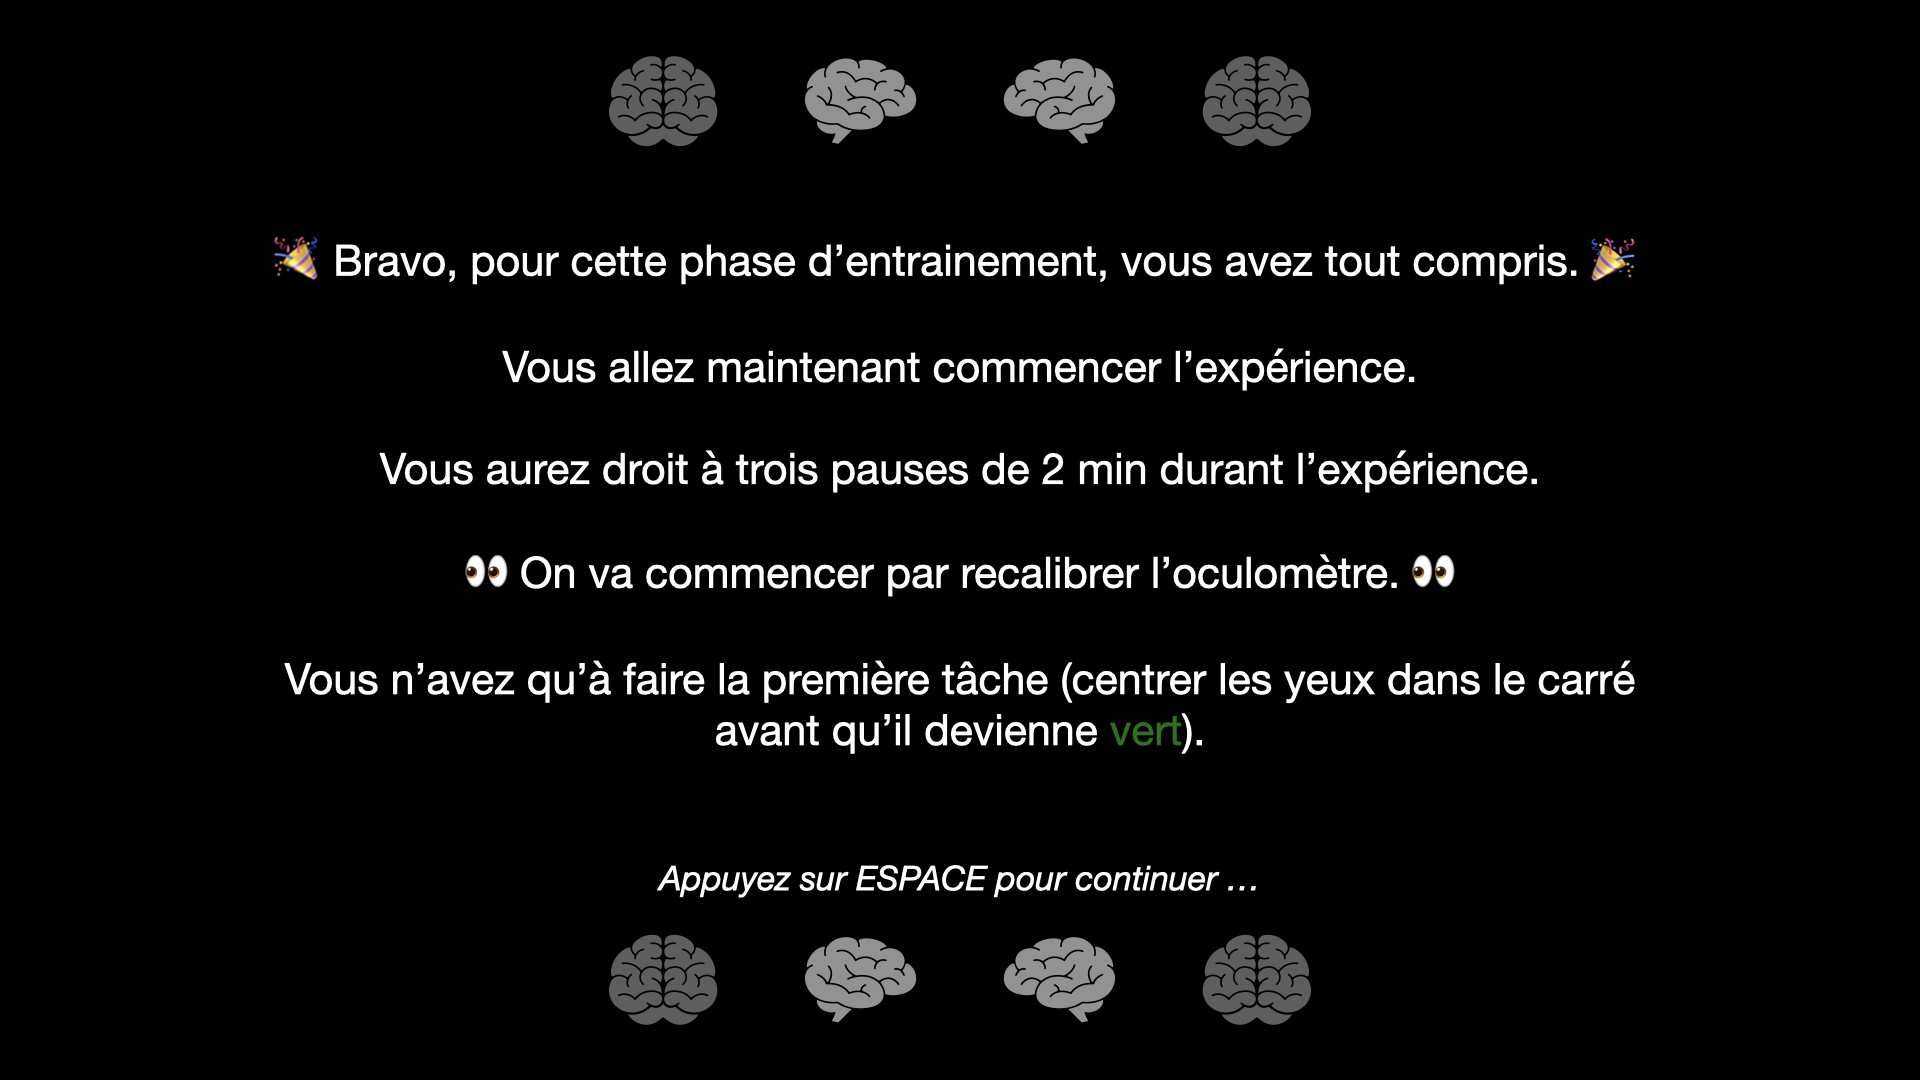 🎉 Bravo, pour cette phase d’entrainement, vous avez tout compris. 🎉
Vous allez maintenant commencer l’expérience.
Vous aurez droit à trois pauses de 2 min durant l’expérience.
👀 On va commencer par recalibrer l’oculomètre. 👀
Vous n’avez qu’à faire la première tâche (centrer les yeux dans le carré
avant qu’il devienne vert).
Appuyez sur ESPACE pour continuer …